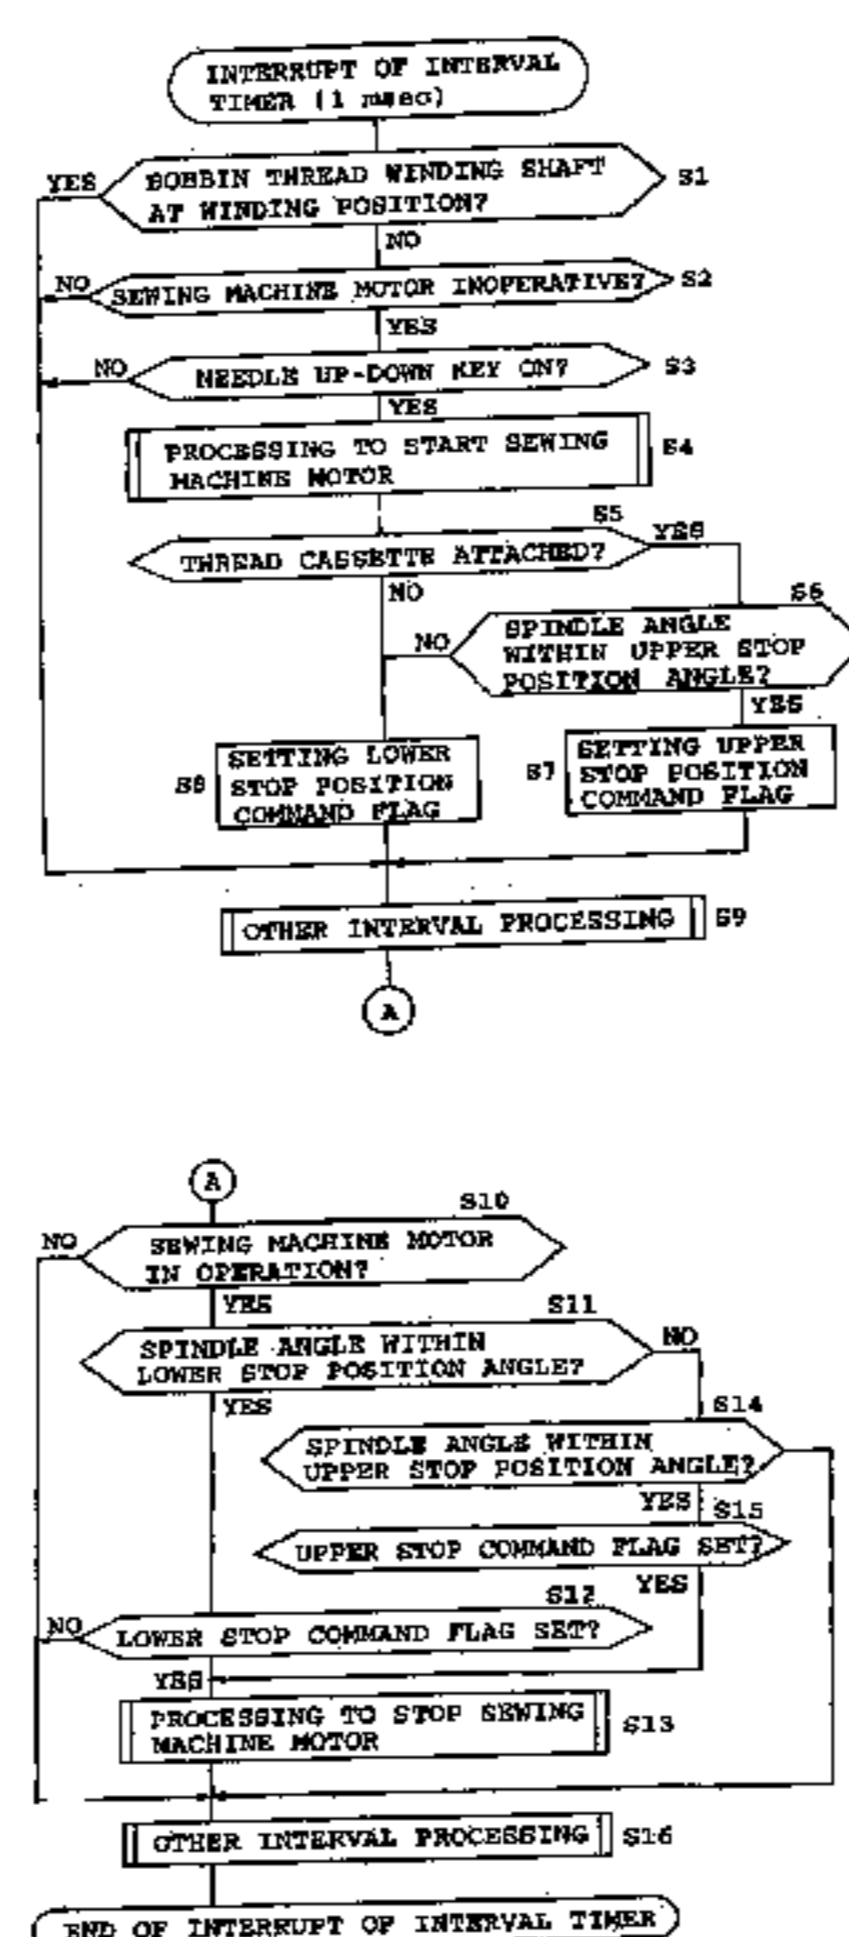 INTERRUPT OF INTERVAL
TIMER (1 msec)
YES
BOBBIN THREAD WINDING SHAFT
AT WINDING POSITION?
S1
NO
NO
SEWING MACHINE MOTOR INOPERATIVE?
S2
YES
NO
NEEDLE UP-DOWN KEY ON?
S3
YES
PROCESSING TO START SEWING
MACHINE MOTOR
S4
S5
THREAD CASSETTE ATTACHED?
YES
NO
S6
NO
SPINDLE ANGLE
WITHIN UPPER STOP
POSITION ANGLE?
YES
S8
SETTING LOWER
STOP POSITION
COMMAND FLAG
S7
SETTING UPPER
STOP POSITION
COMMAND FLAG
OTHER INTERVAL PROCESSING
S9
A
A
S10
NO
SEWING MACHINE MOTOR
IN OPERATION?
YES
S11
SPINDLE ANGLE WITHIN
LOWER STOP POSITION ANGLE?
NO
YES
S14
SPINDLE ANGLE WITHIN
UPPER STOP POSITION ANGLE?
YES
S15
UPPER STOP COMMAND FLAG SET?
YES
S12
NO
LOWER STOP COMMAND FLAG SET?
YES
PROCESSING TO STOP SEWING
MACHINE MOTOR
S13
OTHER INTERVAL PROCESSING
S16
END OF INTERRUPT OF INTERVAL TIMER